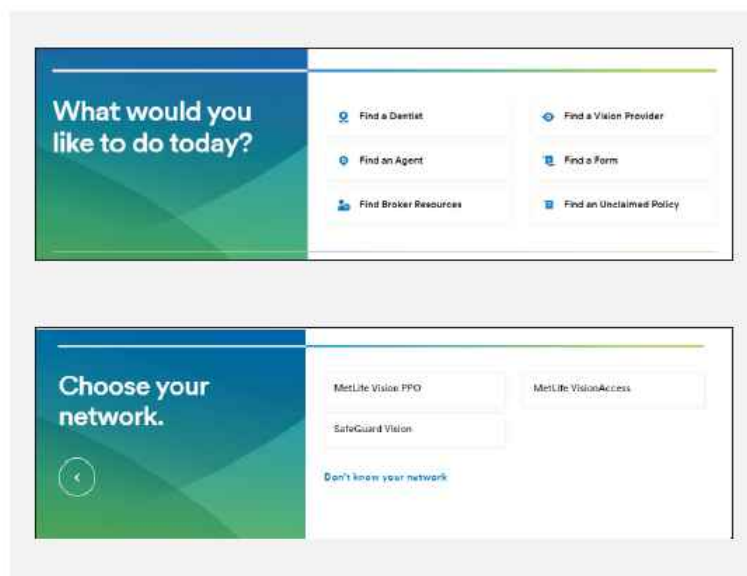 What would you
like to do today?
Find a Dentist
Find a Vision Provider
Find an Agent
Find a Form
Find Broker Resources
Find an Unclaimed Policy
Choose your
network.
MetLife Vision PPO
MetLife VisionAccess
SafeGuard Vision
Don't know your network